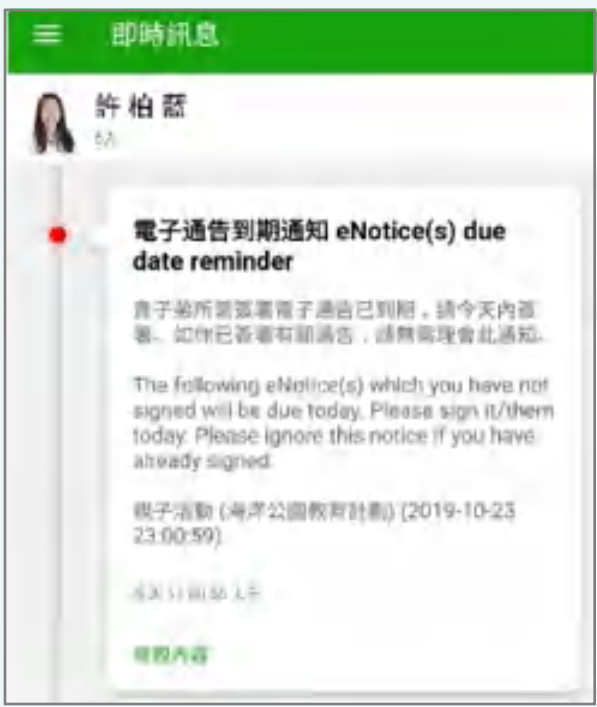 即時訊息
許柏
電子通告到期通知 eNotice(s) due
date reminder
貴子弟所需簽署電子通告已到期,請今天內簽
署。如你已簽署有關通告,請無需理會此通知。
The following eNotice(s) which you have not
signed will be due today. Please sign it/them
today. Please ignore this notice if you have
already signed.
親子活動 (海洋公園教育計劃) (2019-10-23
23:00:59)
內容